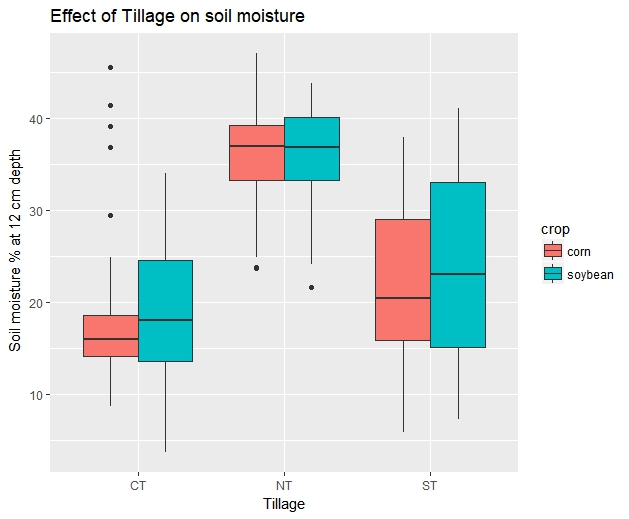 Effect of Tillage on soil moisture
Soil moisture % at 12 cm depth
40
30
20
10
CT NT ST
Tillage
crop
corn
soybean